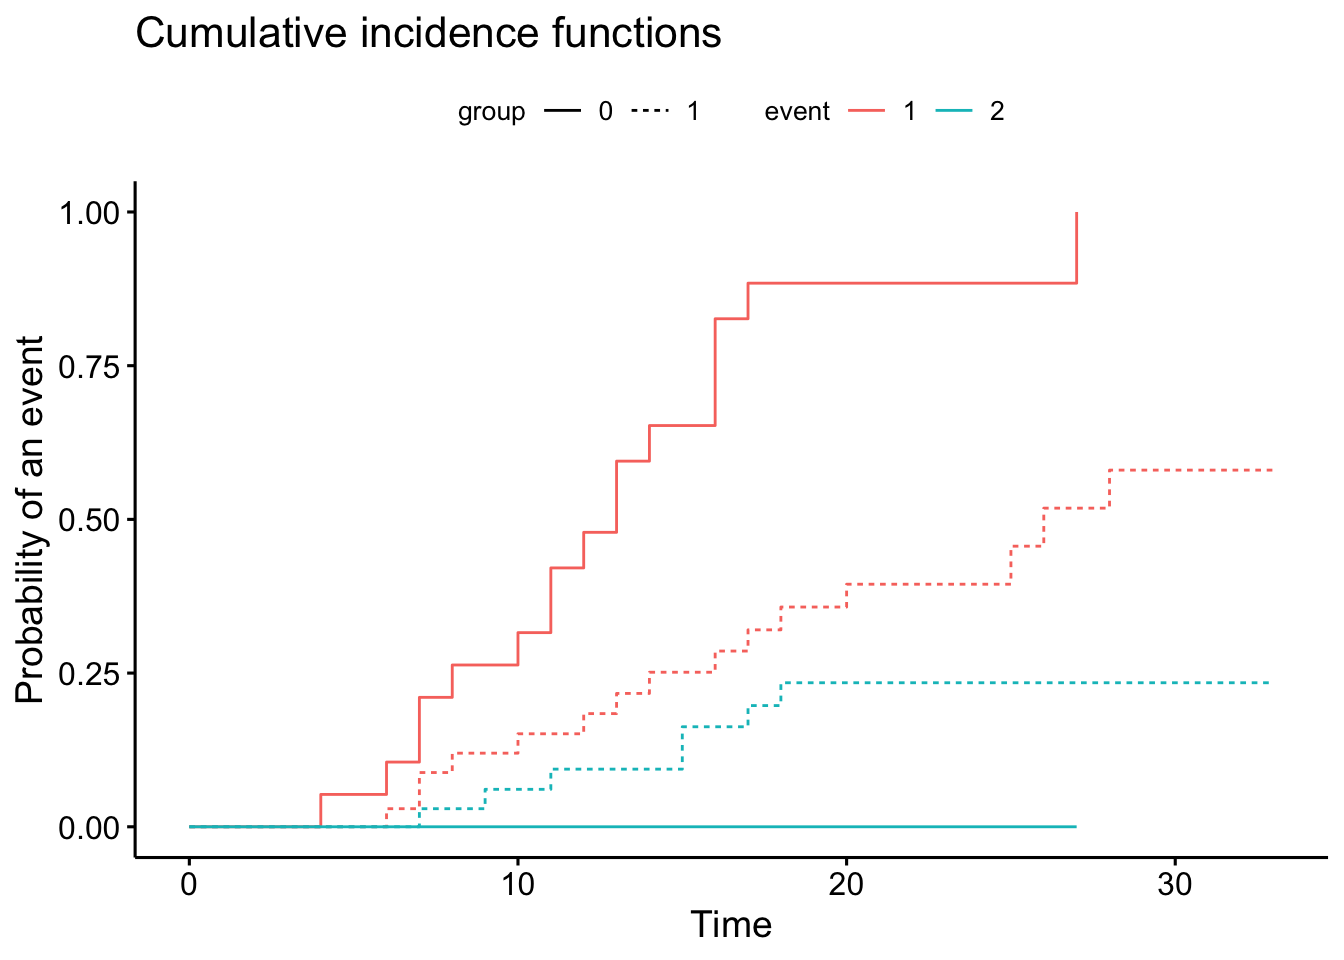 Cumulative incidence functions
group 0 1 event 1 2
1.00
0.75
0.50
0.25
0.00
Probability of an event
0 10 20 30
Time